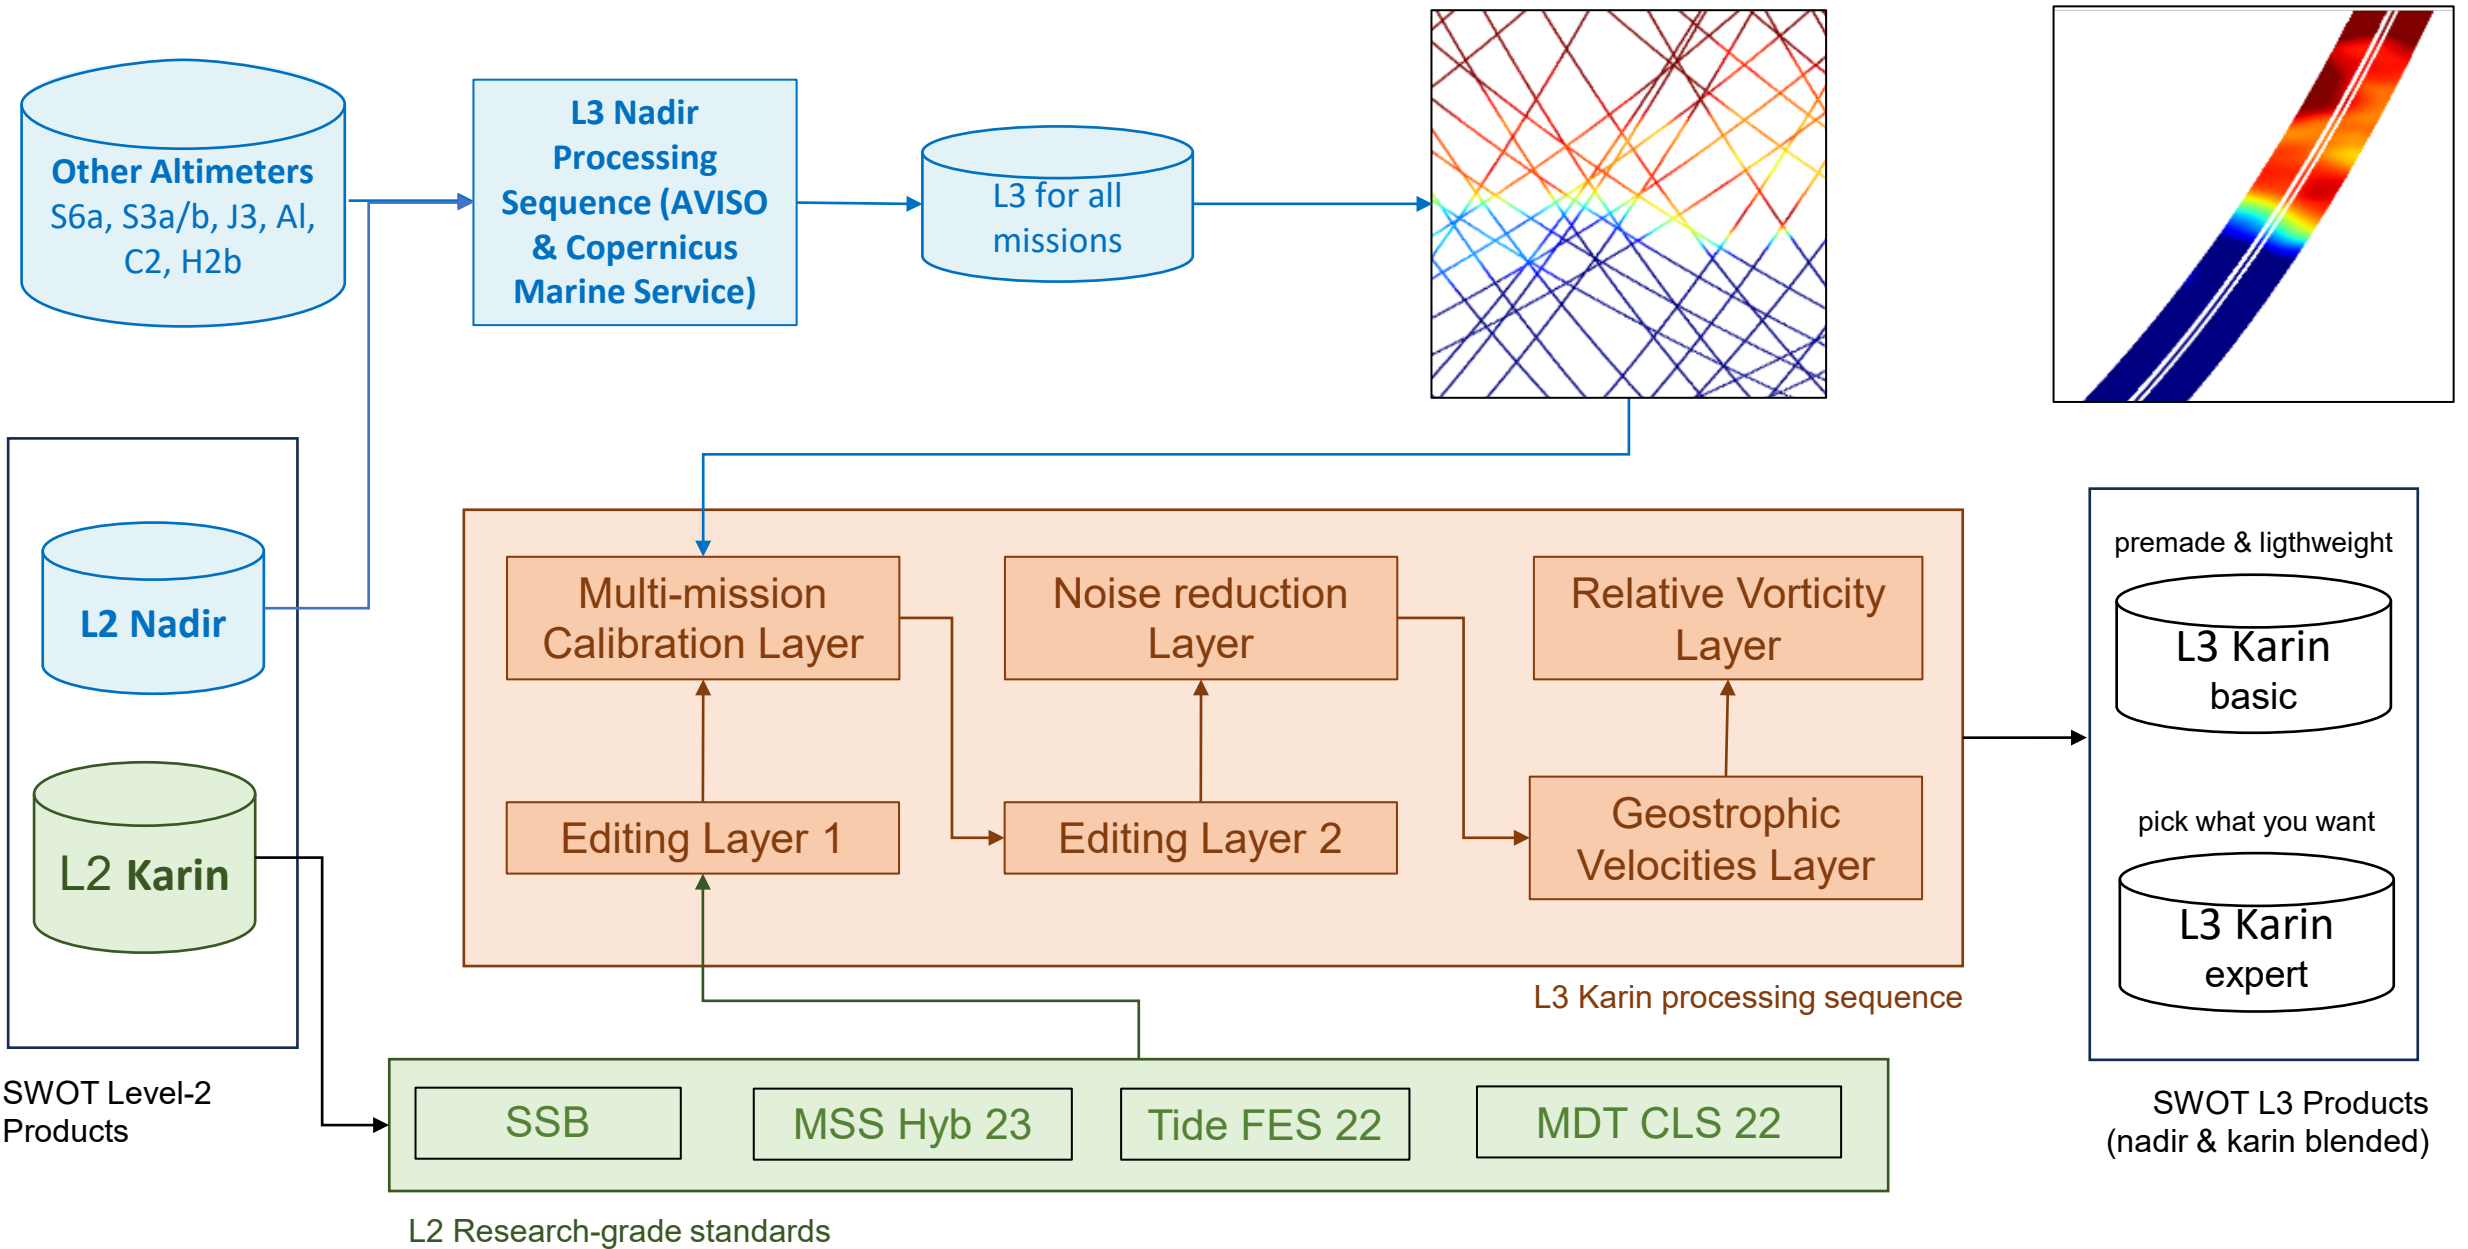 Other Altimeters
S6a, S3a/b, J3, Al,
C2, H2b
L3 Nadir
Processing
Sequence (AVISO
& Copernicus
Marine Service)
L3 for all
missions
L2 Nadir
L2 Karin
SWOT Level-2
Products
Multi-mission
Calibration Layer
Noise reduction
Layer
Relative Vorticity
Layer
Editing Layer 1
Editing Layer 2
Geostrophic
Velocities Layer
L3 Karin processing sequence
SSB
MSS Hyb 23
Tide FES 22
MDT CLS 22
L2 Research-grade standards
premade & ligthweight
L3 Karin
basic
pick what you want
L3 Karin
expert
SWOT L3 Products
(nadir & karin blended)